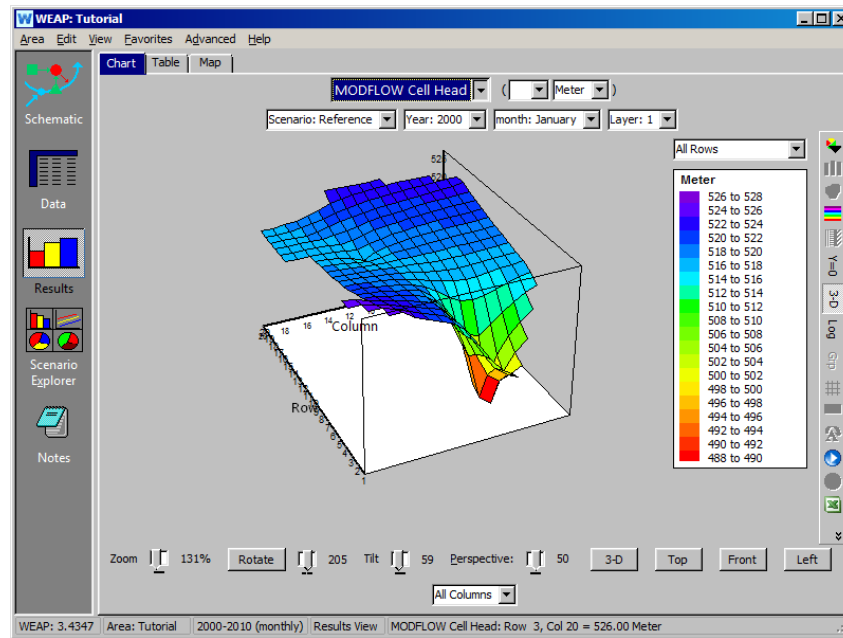 WEAP: Tutorial
Area Edit View Favorites Advanced Help
Chart Table Map
MODFLOW Cell Head ( Meter )
Scenario: Reference Year: 2000 month: January Layer: 1
All Rows
Schematic
Data
Results
Scenario Explorer
Notes
Column
18 16 14 12
Row
Meter
526 to 528
524 to 526
522 to 524
520 to 522
518 to 520
516 to 518
514 to 516
512 to 514
510 to 512
508 to 510
506 to 508
504 to 506
502 to 504
500 to 502
498 to 500
496 to 498
494 to 496
492 to 494
490 to 492
488 to 490
Y=0
3-D
Log
Zoom 131% Rotate 205 Tilt 59 Perspective: 50 3-D Top Front Left
All Columns
WEAP: 3.4347 Area: Tutorial 2000-2010 (monthly) Results View MODFLOW Cell Head: Row 3, Col 20 = 526.00 Meter